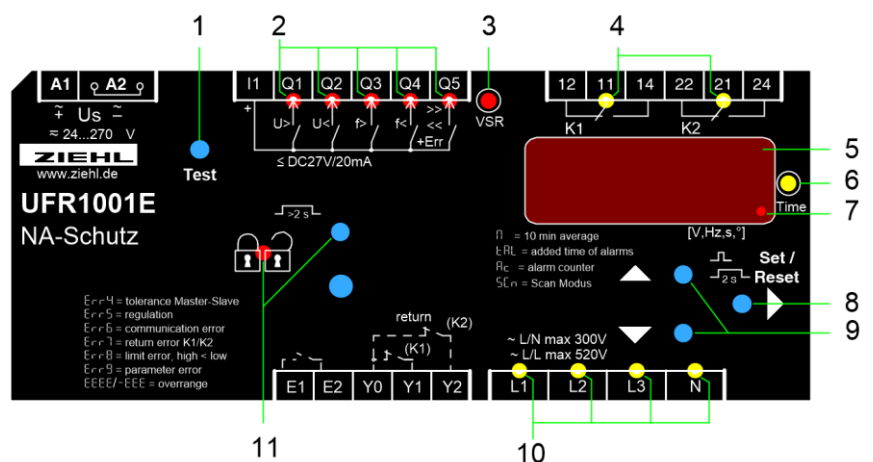 1 2 3 4
A1 A2 I1 Q1 Q2 Q3 Q4 Q5 12 11 14 22 21 24
+ Us
≂ 24...270 V
+ U> U< f> f< >> << +Err
VSR
K1 K2
≤ DC27V/20mA
ZIEHL
www.ziehl.de
Test
5
6
Time
7
UFR1001E
NA-Schutz
>2 s
[V,Hz,s,°]
n = 10 min average
tAL = added time of alarms
Ac = alarm counter
SCn = Scan Modus
2 s
Set /
Reset
8
9
Err4 = tolerance Master-Slave
Err5 = regulation
Err6 = communication error
Err7 = return error K1/K2
Err8 = limit error, high < low
Err9 = parameter error
EEEE/-EEE = overrange
return
(K2)
(K1)
~ L/N max 300V
~ L/L max 520V
E1 E2 Y0 Y1 Y2 L1 L2 L3 N
11 10